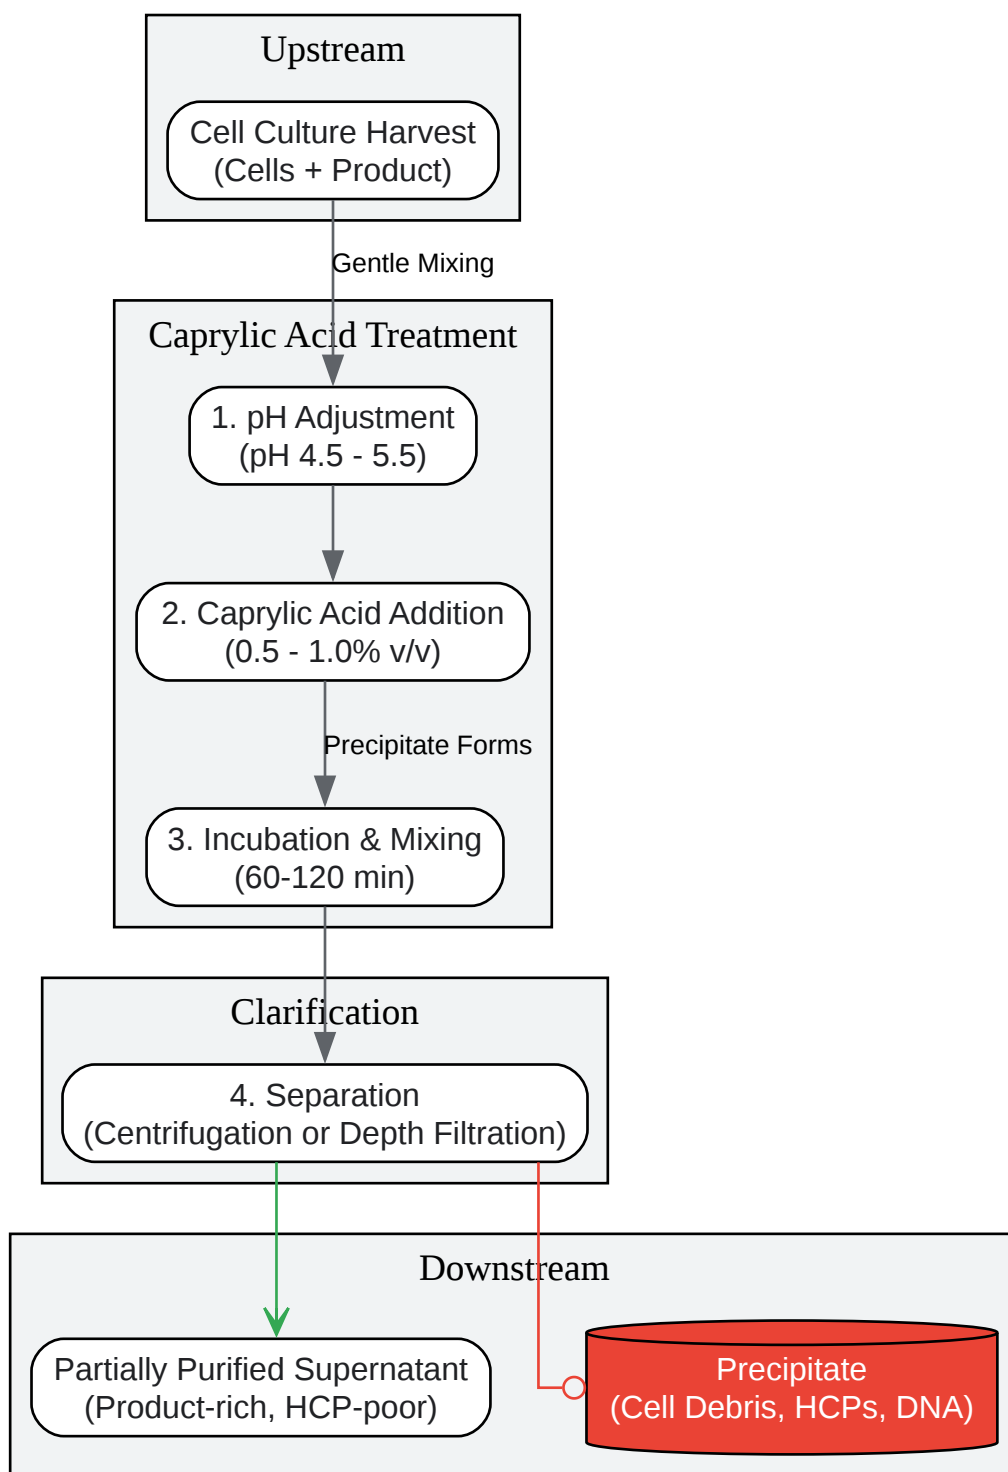 Upstream
Cell Culture Harvest
(Cells + Product)
Gentle Mixing
Caprylic Acid Treatment
1. pH Adjustment
(pH 4.5 - 5.5)
2. Caprylic Acid Addition
(0.5 - 1.0% v/v)
Precipitate Forms
3. Incubation & Mixing
(60-120 min)
Clarification
4. Separation
(Centrifugation or Depth Filtration)
Downstream
Partially Purified Supernatant
(Product-rich, HCP-poor)
Precipitate
(Cell Debris, HCPs, DNA)